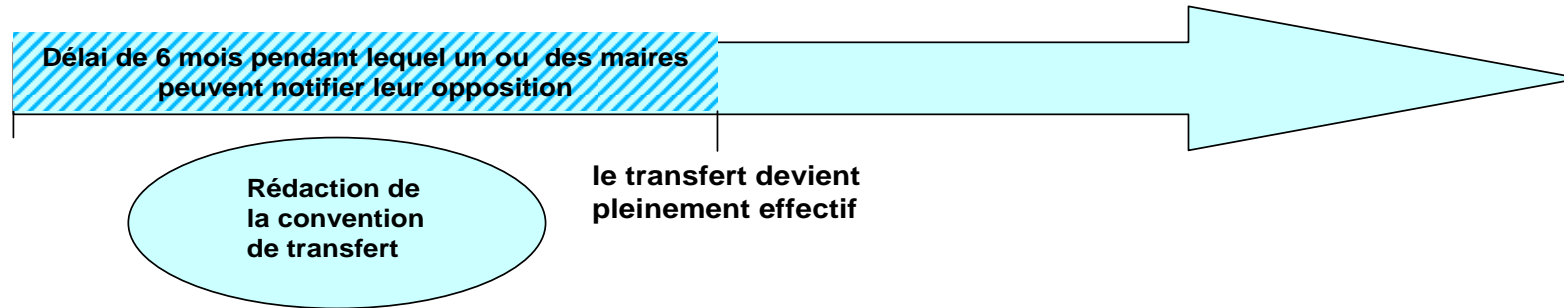 Délai de 6 mois pendant lequel un ou des maires
peuvent notifier leur opposition
Rédaction de
la convention
de transfert
le transfert devient
pleinement effectif